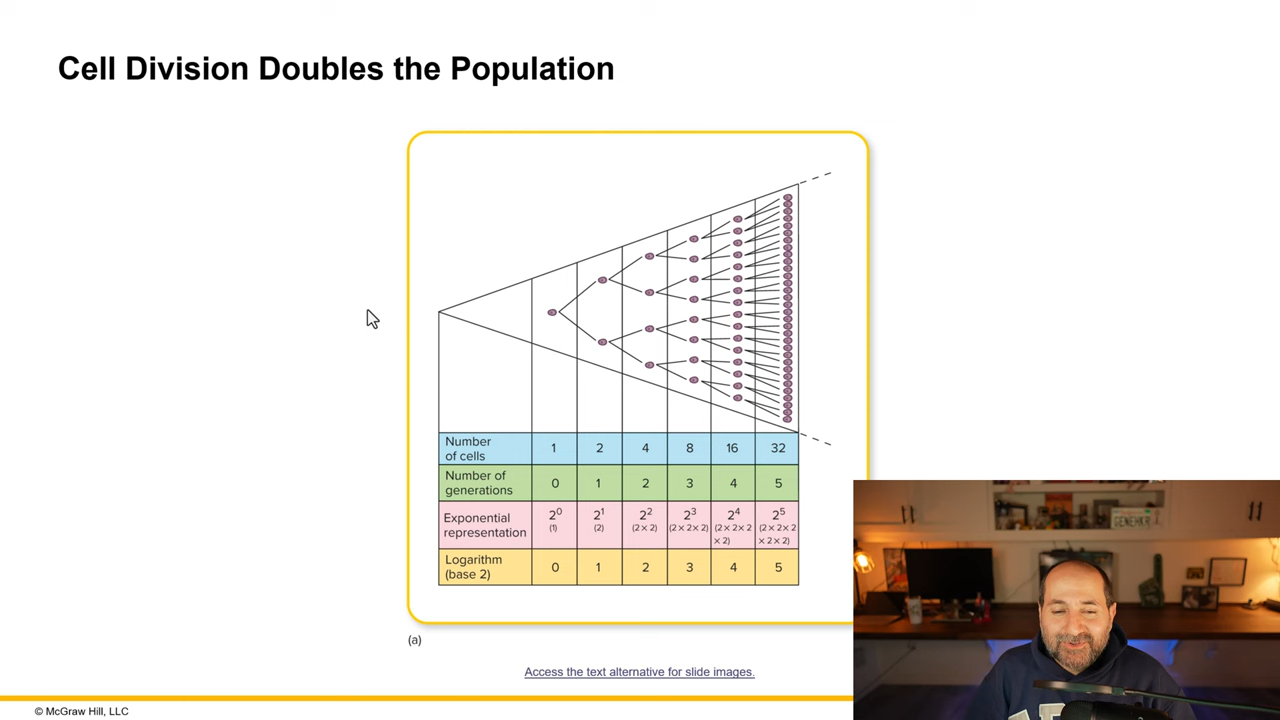 Cell Division Doubles the Population
Number of cells 1 2 4 8 16 32
Number of generations 0 1 2 3 4 5
Exponential representation 2⁰ (1) 2¹ (2) 2² (2 × 2) 2³ (2 × 2 × 2) 2⁴ (2 × 2 × 2 × 2) 2⁵ (2 × 2 × 2 × 2 × 2)
Logarithm (base 2) 0 1 2 3 4 5
(a)
Access the text alternative for slide images.
© McGraw Hill, LLC
GENEHKR